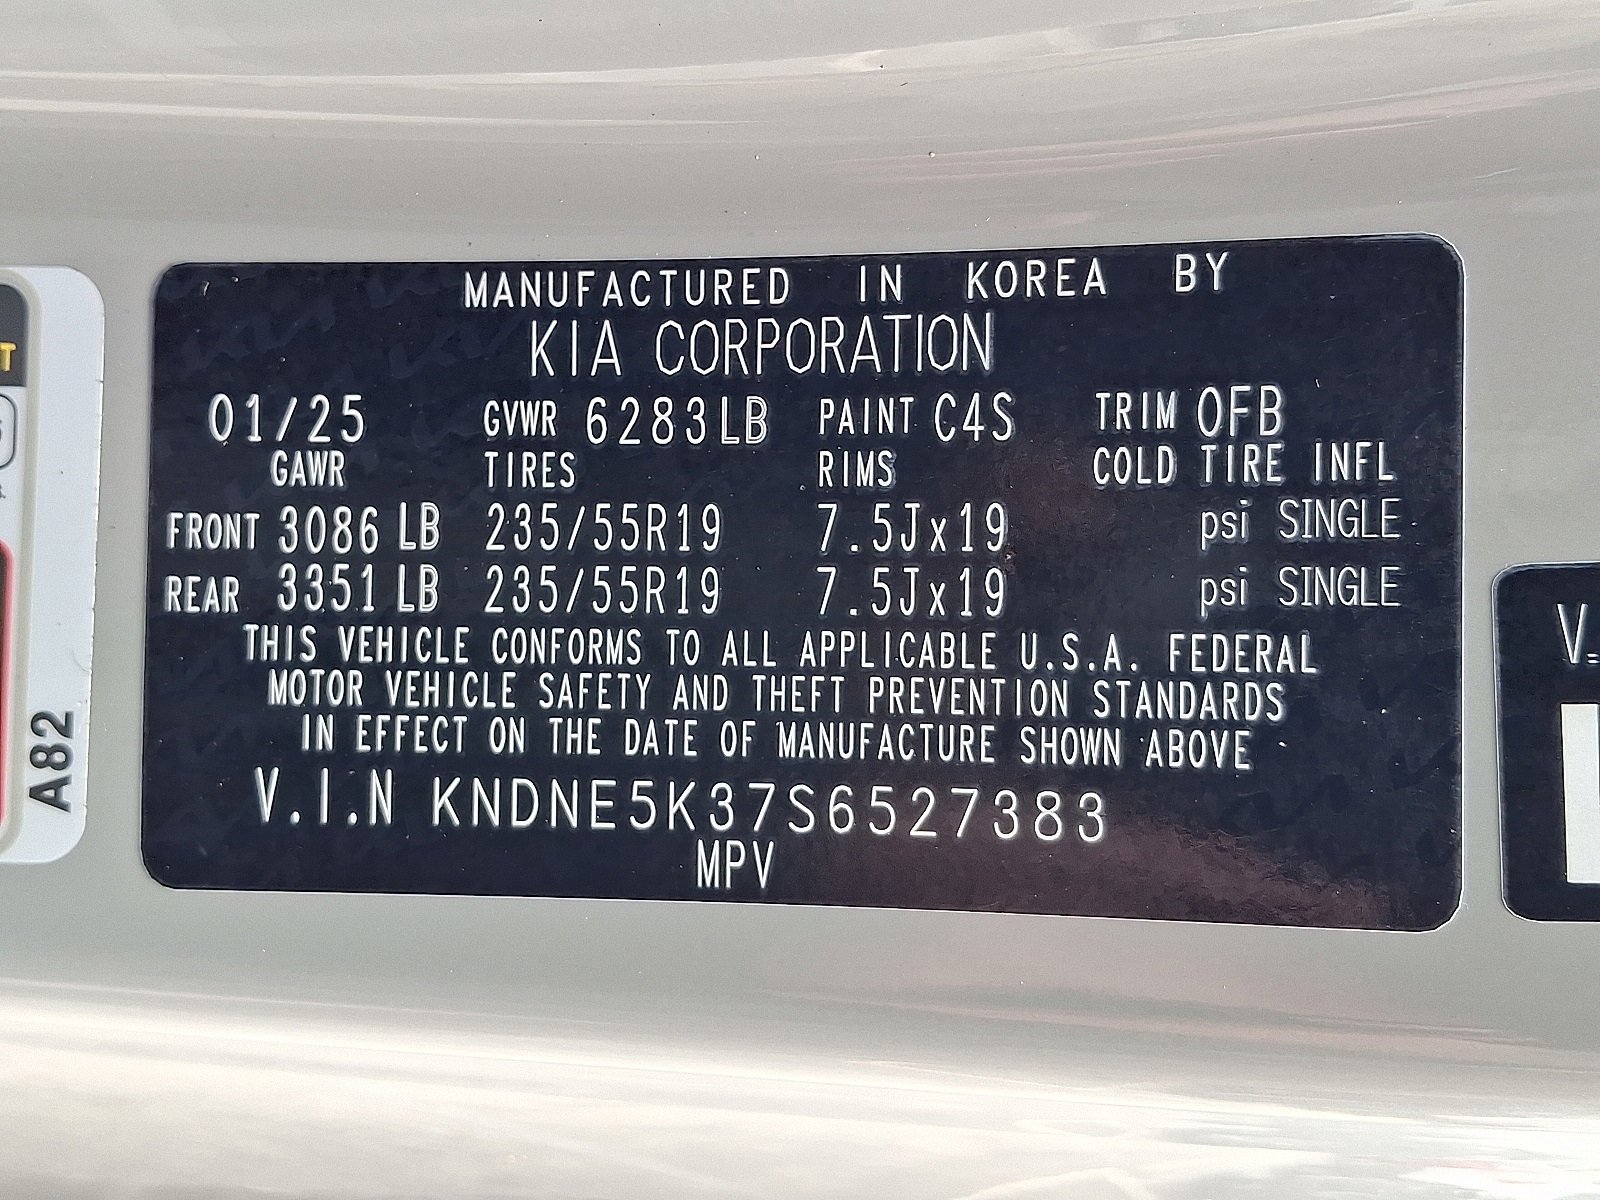 MANUFACTURED IN KOREA BY
KIA CORPORATION
01/25 GVWR 6283LB PAINT C4S TRIM OFB
GAWR TIRES RIMS COLD TIRE INFL
FRONT 3086 LB 235/55R19 7.5Jx19 psi SINGLE
REAR 3351 LB 235/55R19 7.5Jx19 psi SINGLE
THIS VEHICLE CONFORMS TO ALL APPLICABLE U.S.A. FEDERAL
MOTOR VEHICLE SAFETY AND THEFT PREVENTION STANDARDS
IN EFFECT ON THE DATE OF MANUFACTURE SHOWN ABOVE
V.I.N KNDNE5K37S6527383
MPV
A82